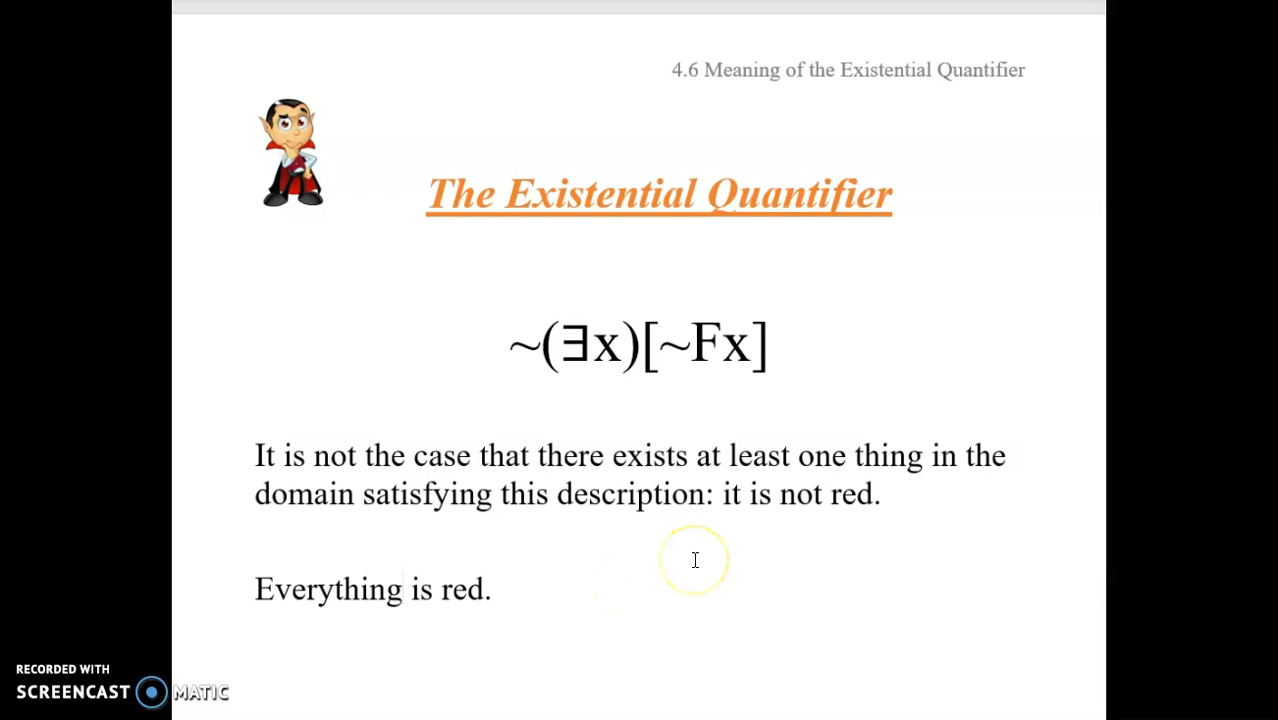 4.6 Meaning of the Existential Quantifier
The Existential Quantifier
~(∃x)[~Fx]
It is not the case that there exists at least one thing in the
domain satisfying this description: it is not red.
Everything is red.
RECORDED WITH
SCREENCAST MATIC